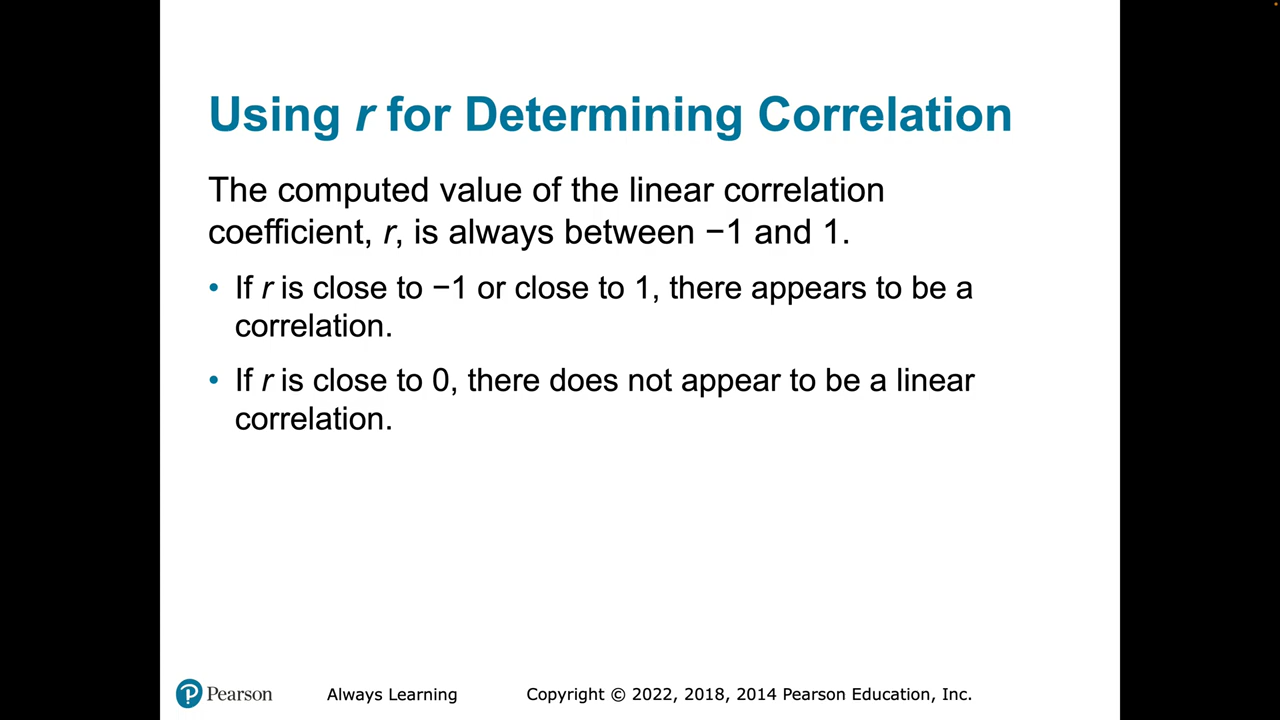 Using r for Determining Correlation
The computed value of the linear correlation
coefficient, r, is always between −1 and 1.
• If r is close to −1 or close to 1, there appears to be a
correlation.
• If r is close to 0, there does not appear to be a linear
correlation.
P Pearson Always Learning Copyright © 2022, 2018, 2014 Pearson Education, Inc.